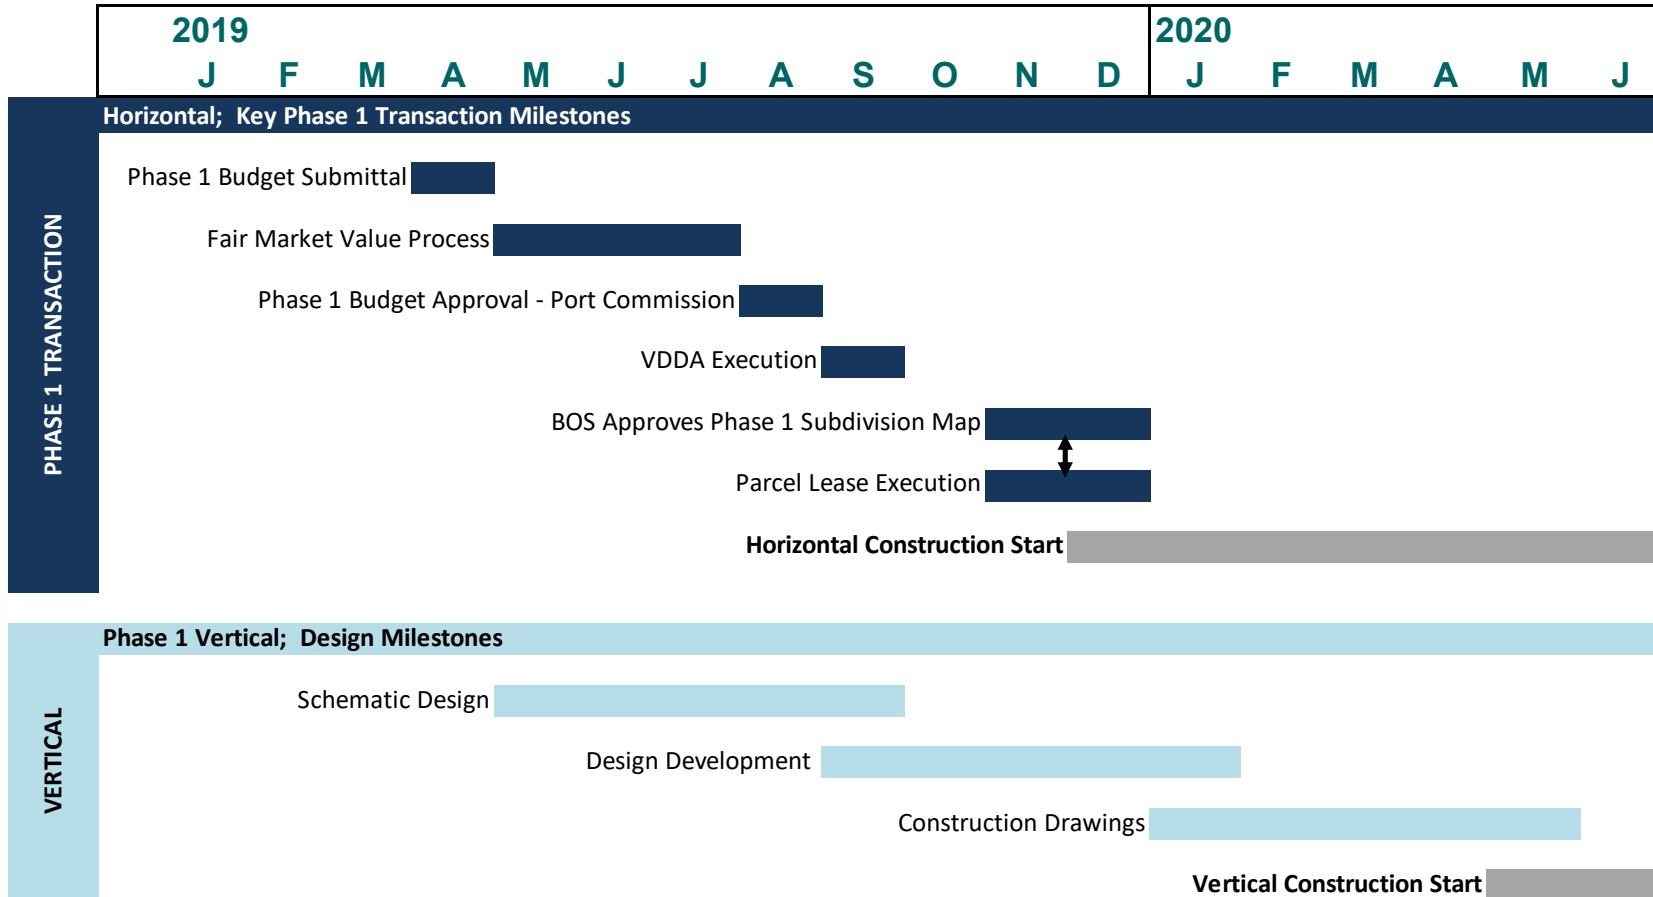 2019 2020
J F M A M J J A S O N D J F M A M J
Horizontal;  Key Phase 1 Transaction Milestones
PHASE 1 TRANSACTION
Phase 1 Budget Submittal
Fair Market Value Process
Phase 1 Budget Approval - Port Commission
VDDA Execution
BOS Approves Phase 1 Subdivision Map
Parcel Lease Execution
Horizontal Construction Start
Phase 1 Vertical;  Design Milestones
VERTICAL
Schematic Design
Design Development
Construction Drawings
Vertical Construction Start